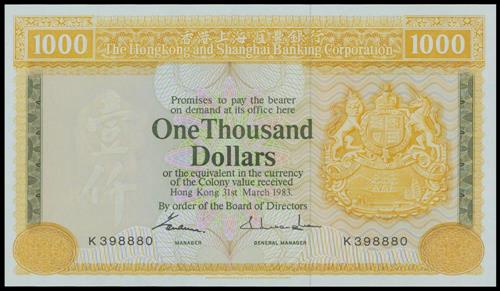 香港上海滙豐銀行
1000 The Hongkong and Shanghai Banking Corporation 1000
Promises to pay the bearer
on demand at its office here
One Thousand
Dollars
or the equivalent in the currency
of the Colony value received
Hong Kong 31st March 1983.
By order of the Board of Directors
壹仟
MANAGER GENERAL MANAGER
K398880 K398880